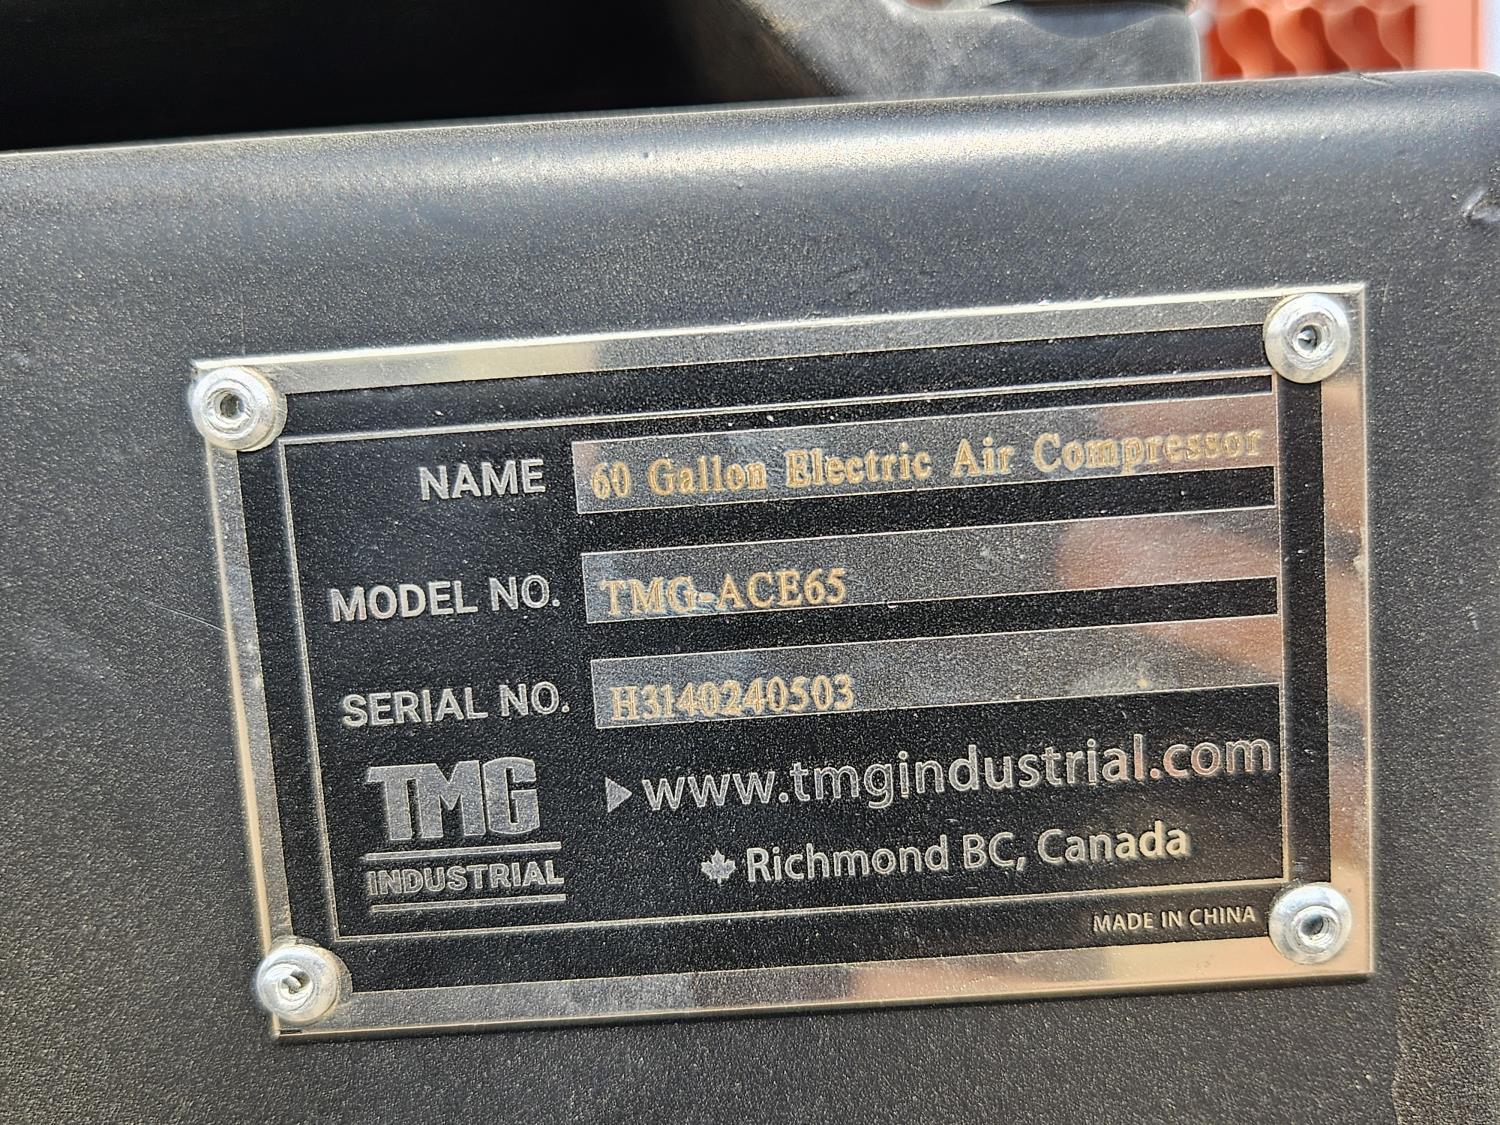 NAME 60 Gallon Electric Air Compressor
MODEL NO. TMG-ACE65
SERIAL NO. H3140240503
TMG
INDUSTRIAL
www.tmgindustrial.com
Richmond BC, Canada
MADE IN CHINA